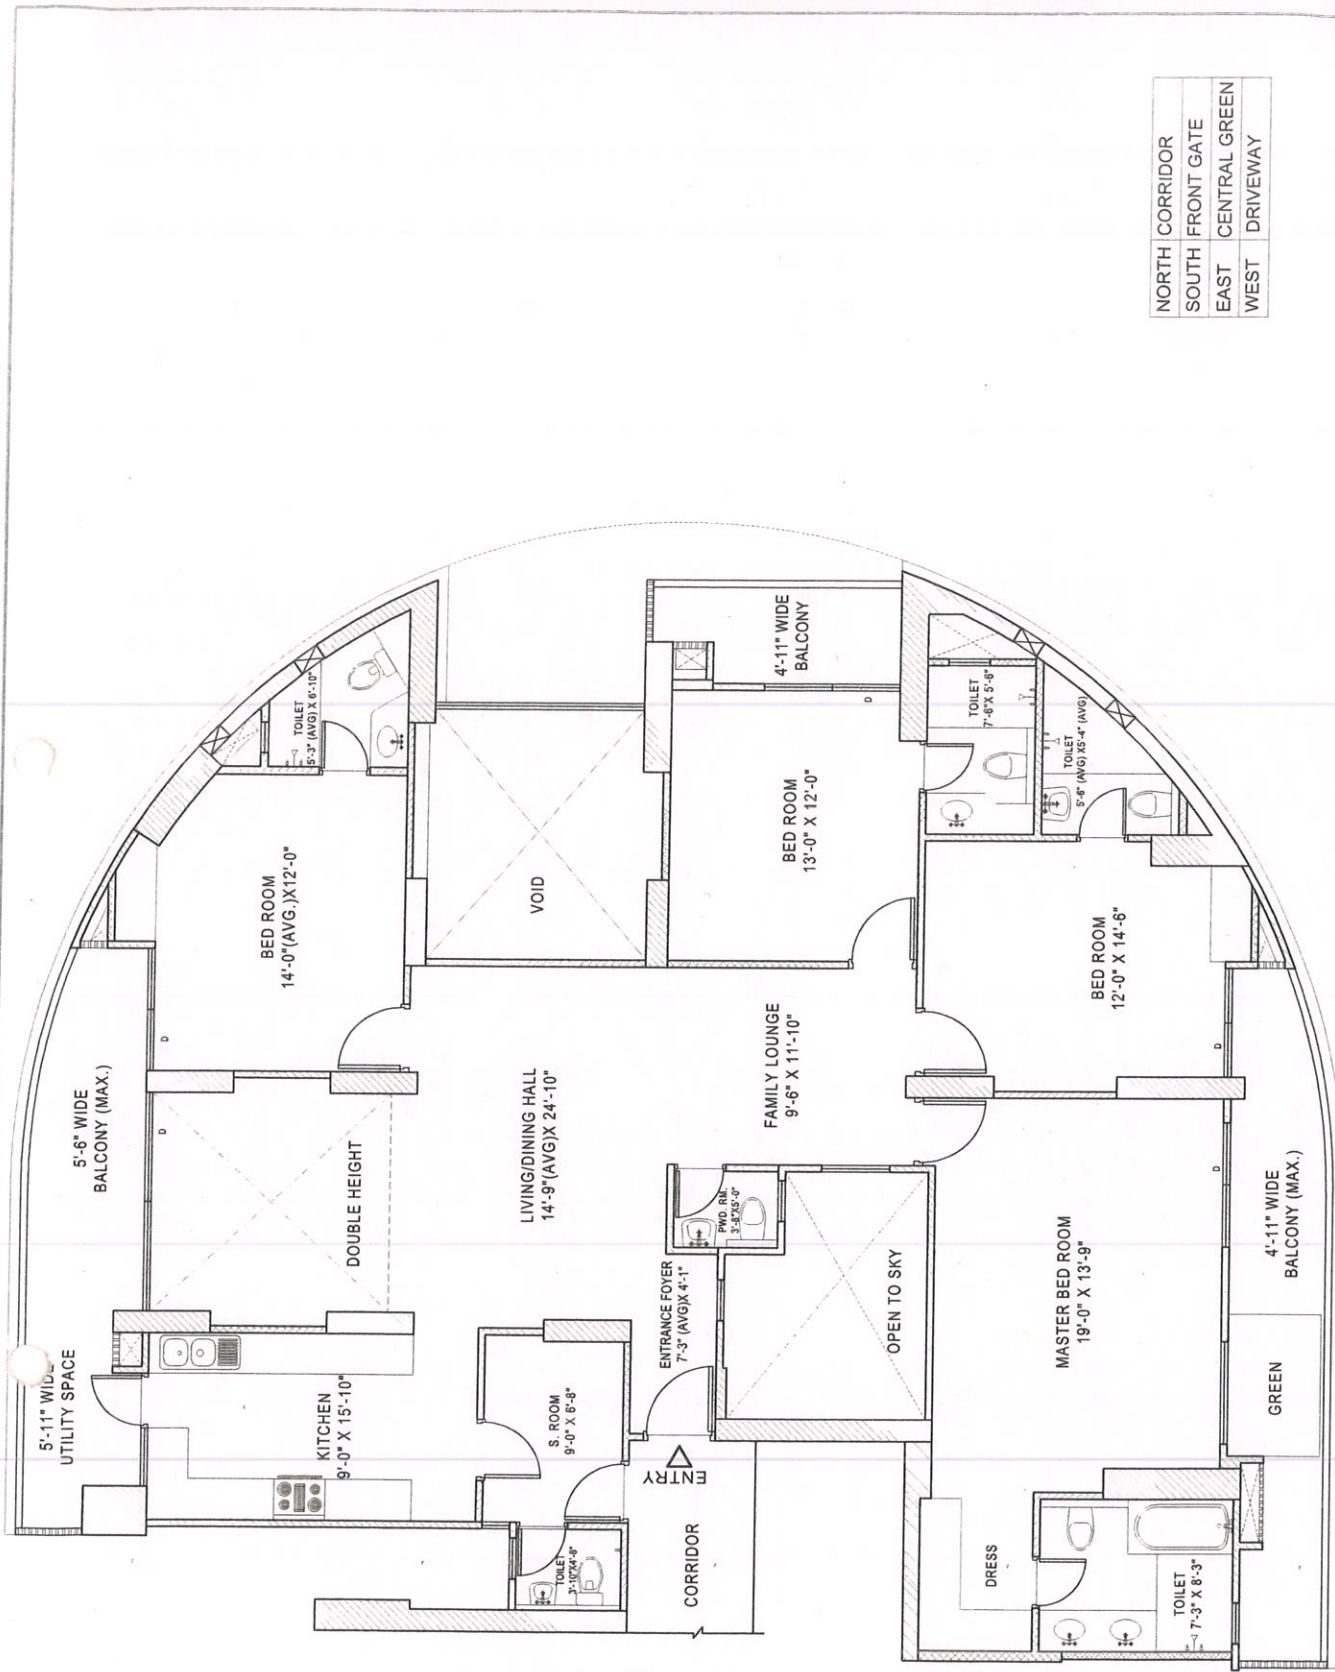 NORTH CORRIDOR
SOUTH FRONT GATE
EAST CENTRAL GREEN
WEST DRIVEWAY
5'-11" WIDE
UTILITY SPACE
5'-6" WIDE
BALCONY (MAX.)
KITCHEN
9'-0" X 15'-10"
DOUBLE HEIGHT
D
D
BED ROOM
14'-0"(AVG.)X12'-0"
TOILET
5'-3" (AVG) X 6'-10"
TOILET
3'-10"X4'-8"
S. ROOM
9'-0" X 6'-8"
LIVING/DINING HALL
14'-9"(AVG)X 24'-10"
VOID
CORRIDOR
ENTRY
ENTRANCE FOYER
7'-3" (AVG)X 4'-1"
PWD. RM.
3'-8"X5'-0"
FAMILY LOUNGE
9'-6" X 11'-10"
BED ROOM
13'-0" X 12'-0"
D
4'-11" WIDE
BALCONY
OPEN TO SKY
DRESS
TOILET
7'-3" X 8'-3"
MASTER BED ROOM
19'-0" X 13'-9"
D
BED ROOM
12'-0" X 14'-6"
D
TOILET
7'-6"X 5'-6"
TOILET
5'-6" (AVG) X5'-4" (AVG)
GREEN
4'-11" WIDE
BALCONY (MAX.)